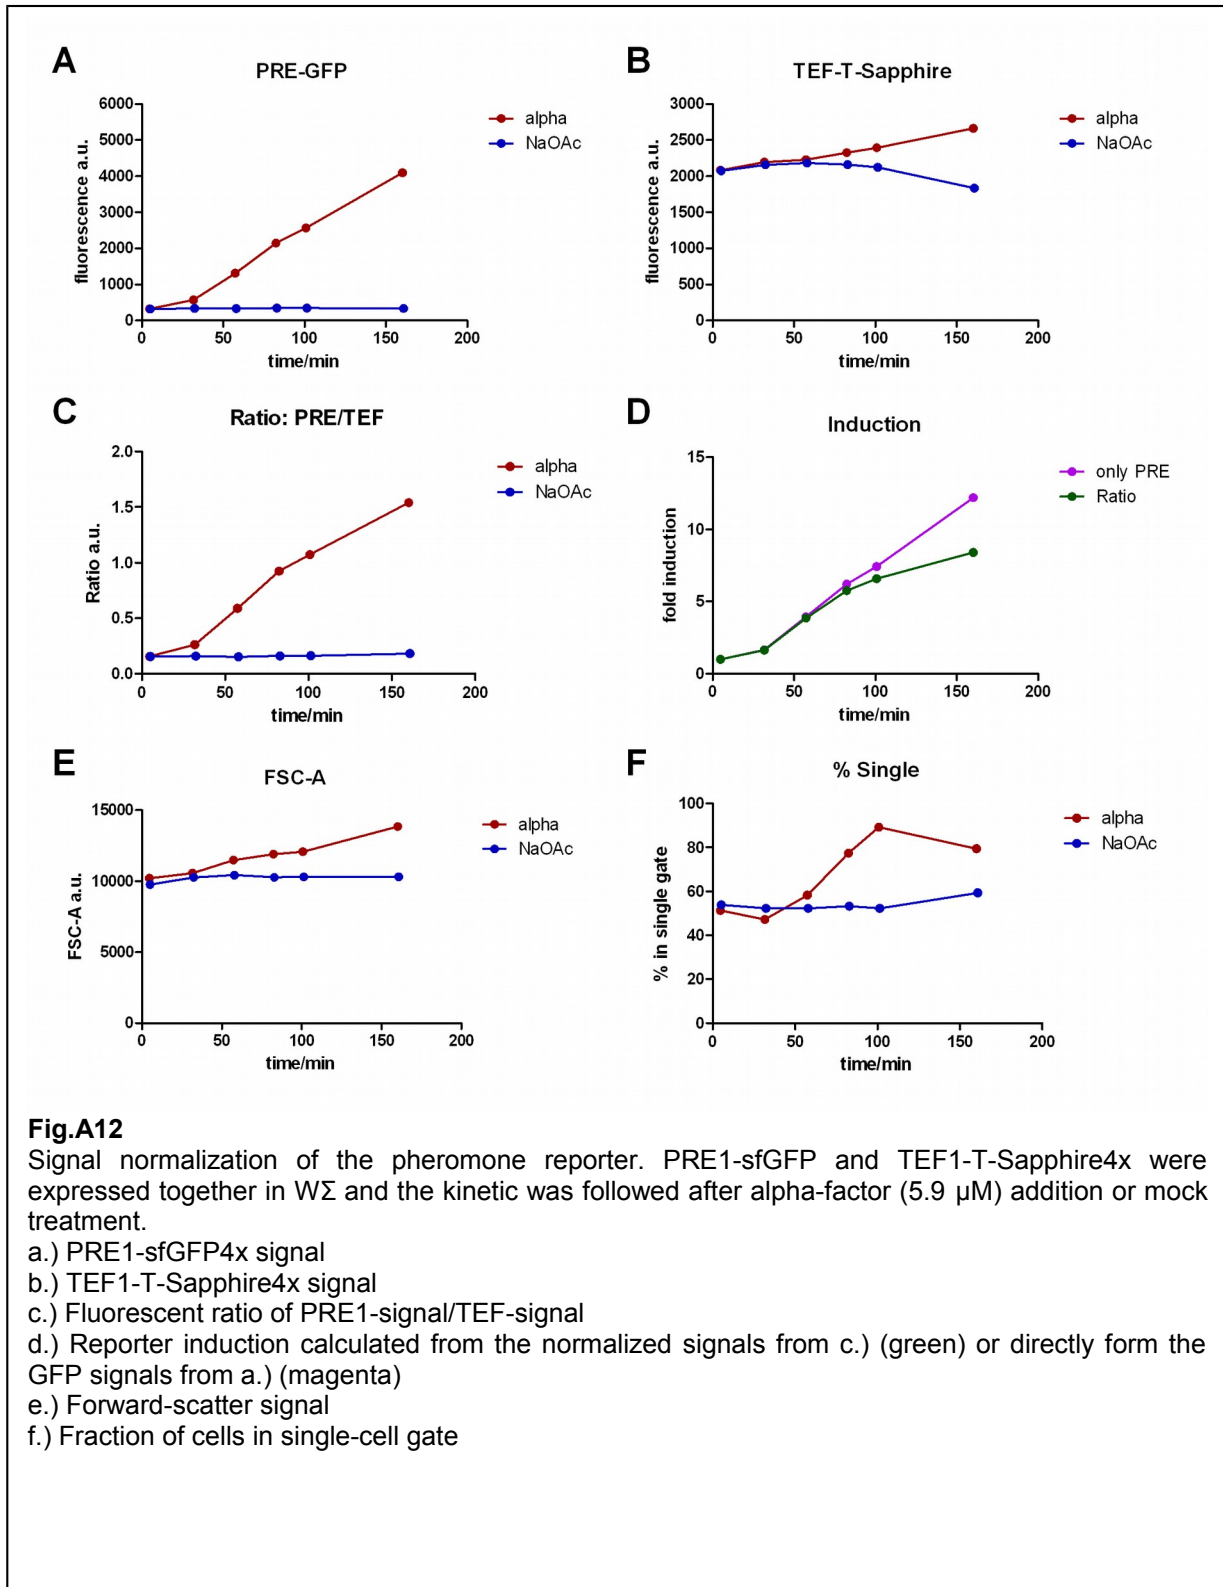 A
PRE-GFP
fluorescence a.u.
6000
5000
4000
3000
2000
1000
0
0 50 100 150 200
time/min
alpha
NaOAc
B
TEF-T-Sapphire
fluorescence a.u.
3000
2500
2000
1500
1000
500
0
0 50 100 150 200
time/min
alpha
NaOAc
C
Ratio: PRE/TEF
Ratio a.u.
2.0
1.5
1.0
0.5
0.0
0 50 100 150 200
time/min
alpha
NaOAc
D
Induction
fold induction
15
10
5
0
0 50 100 150 200
time/min
only PRE
Ratio
E
FSC-A
FSC-A a.u.
15000
10000
5000
0
0 50 100 150 200
time/min
alpha
NaOAc
F
% Single
% in single gate
100
80
60
40
20
0
0 50 100 150 200
time/min
alpha
NaOAc
Fig.A12
Signal normalization of the pheromone reporter. PRE1-sfGFP and TEF1-T-Sapphire4x were
expressed together in WΣ and the kinetic was followed after alpha-factor (5.9 µM) addition or mock
treatment.
a.) PRE1-sfGFP4x signal
b.) TEF1-T-Sapphire4x signal
c.) Fluorescent ratio of PRE1-signal/TEF-signal
d.) Reporter induction calculated from the normalized signals from c.) (green) or directly form the
GFP signals from a.) (magenta)
e.) Forward-scatter signal
f.) Fraction of cells in single-cell gate